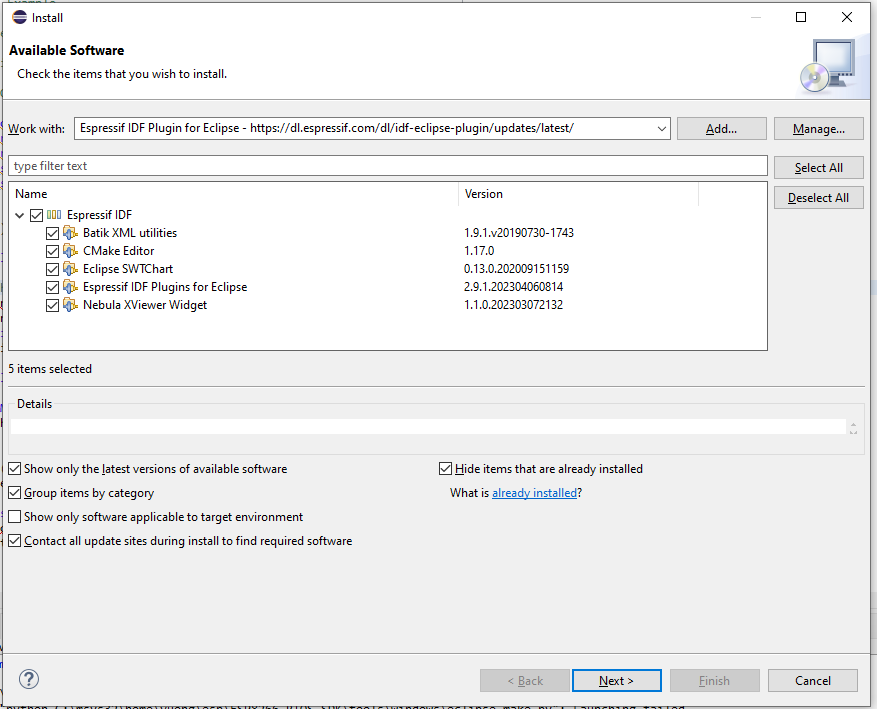 Install
Available Software
Check the items that you wish to install.
Work with: Espressif IDF Plugin for Eclipse - https://dl.espressif.com/dl/idf-eclipse-plugin/updates/latest/ Add... Manage...
type filter text Select All
Deselect All
Name Version
Espressif IDF
Batik XML utilities 1.9.1.v20190730-1743
CMake Editor 1.17.0
Eclipse SWTChart 0.13.0.202009151159
Espressif IDF Plugins for Eclipse 2.9.1.202304060814
Nebula XViewer Widget 1.1.0.202303072132
5 items selected
Details
Show only the latest versions of available software Hide items that are already installed
Group items by category What is already installed?
Show only software applicable to target environment
Contact all update sites during install to find required software
? < Back Next > Finish Cancel